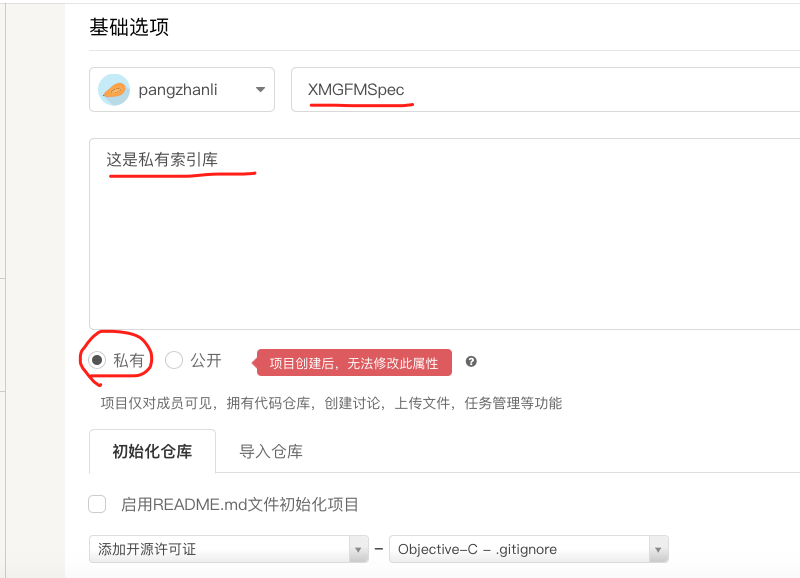 基础选项
pangzhanli XMGFMSpec
这是私有索引库
私有 公开 项目创建后，无法修改此属性
项目仅对成员可见，拥有代码仓库，创建讨论，上传文件，任务管理等功能
初始化仓库 导入仓库
启用README.md文件初始化项目
添加开源许可证 – Objective-C - .gitignore